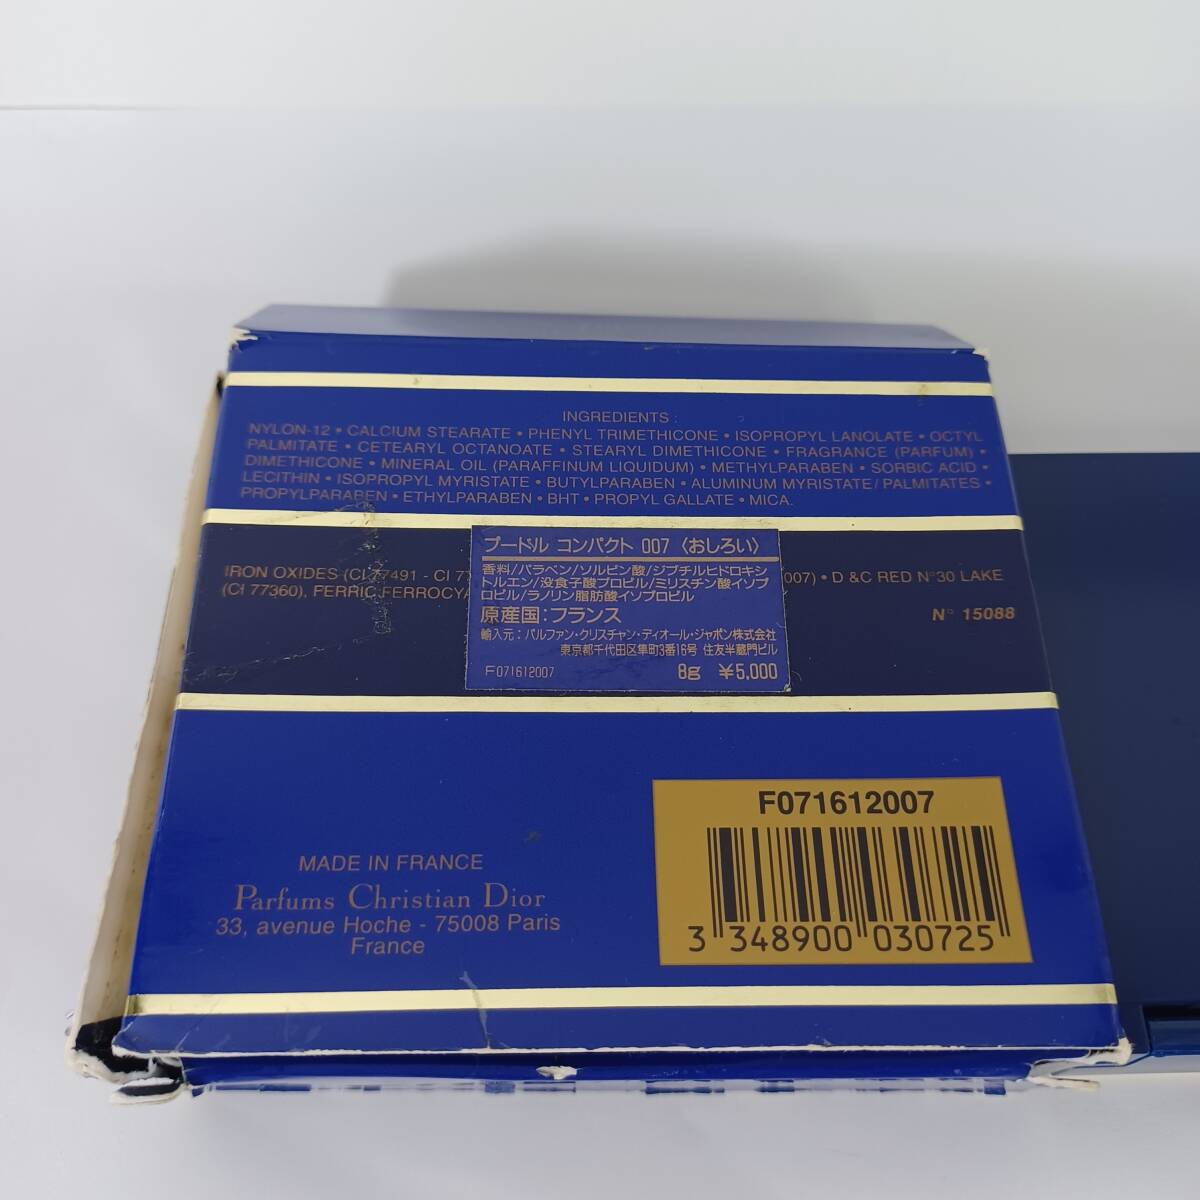 INGREDIENTS :
NYLON-12 • CALCIUM STEARATE • PHENYL TRIMETHICONE • ISOPROPYL LANOLATE • OCTYL
PALMITATE • CETEARYL OCTANOATE • STEARYL DIMETHICONE • FRAGRANCE (PARFUM) •
DIMETHICONE • MINERAL OIL (PARAFFINUM LIQUIDUM) • METHYLPARABEN • SORBIC ACID •
LECITHIN • ISOPROPYL MYRISTATE • BUTYLPARABEN • ALUMINUM MYRISTATE/PALMITATES •
PROPYLPARABEN • ETHYLPARABEN • BHT • PROPYL GALLATE • MICA.
IRON OXIDES (CI 77491 - CI 77 007) • D &C RED N°30 LAKE
(CI 77360), FERRIC FERROCYA
N° 15088
プードル コンパクト 007 〈おしろい〉
香料/パラベン/ソルビン酸/ジブチルヒドロキシ
トルエン/没食子酸プロピル/ミリスチン酸イソプ
ロピル/ラノリン脂肪酸イソプロピル
原産国：フランス
輸入元：パルファン・クリスチャン・ディオール・ジャポン株式会社
東京都千代田区隼町3番16号 住友半蔵門ビル
F071612007 8g ¥5,000
MADE IN FRANCE
Parfums Christian Dior
33, avenue Hoche - 75008 Paris
France
F071612007
3 348900 030725